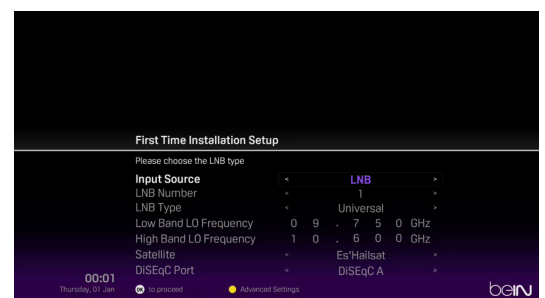 First Time Installation Setup
Please choose the LNB type
Input Source < LNB >
LNB Number < 1 >
LNB Type < Universal >
Low Band LO Frequency 0 9 . 7 5 0 GHz
High Band LO Frequency 1 0 . 6 0 0 GHz
Satellite < Es'Hailsat >
DiSEqC Port < DiSEqC A >
00:01
Thursday, 01 Jan
OK to proceed
Advanced Settings
beIN